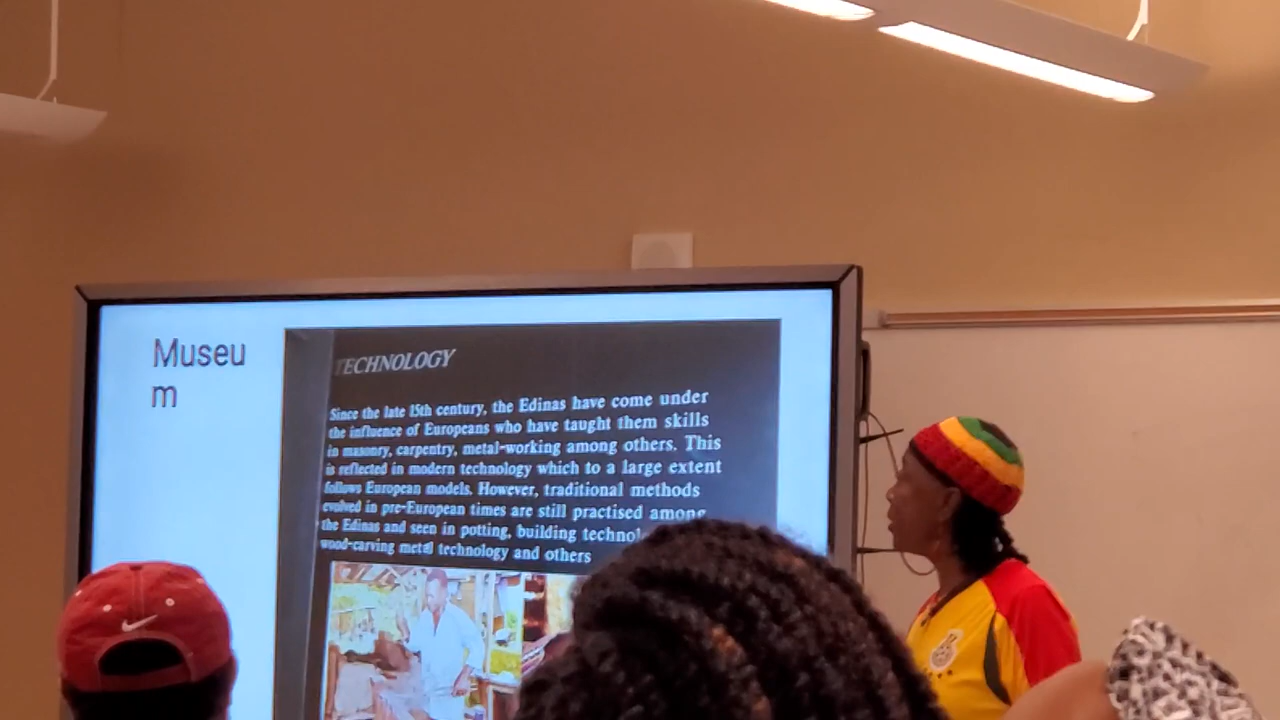 Museu
m
TECHNOLOGY
Since the late 15th century, the Edinas have come under
the influence of Europeans who have taught them skills
in masonry, carpentry, metal-working among others. This
is reflected in modern technology which to a large extent
follows European models. However, traditional methods
evolved in pre-European times are still practised among
the Edinas and seen in potting, building
wood-carving metal technology and others